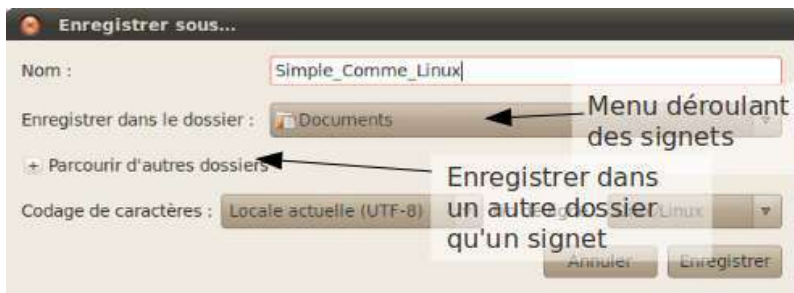 Enregistrer sous...
Nom :
Simple_Comme_Linux
Enregistrer dans le dossier :
Documents
Menu déroulant
des signets
+ Parcourir d'autres dossiers
Enregistrer dans
un autre dossier
qu'un signet
Codage de caractères :
Locale actuelle (UTF-8)
Linux
Annuler
Enregistrer